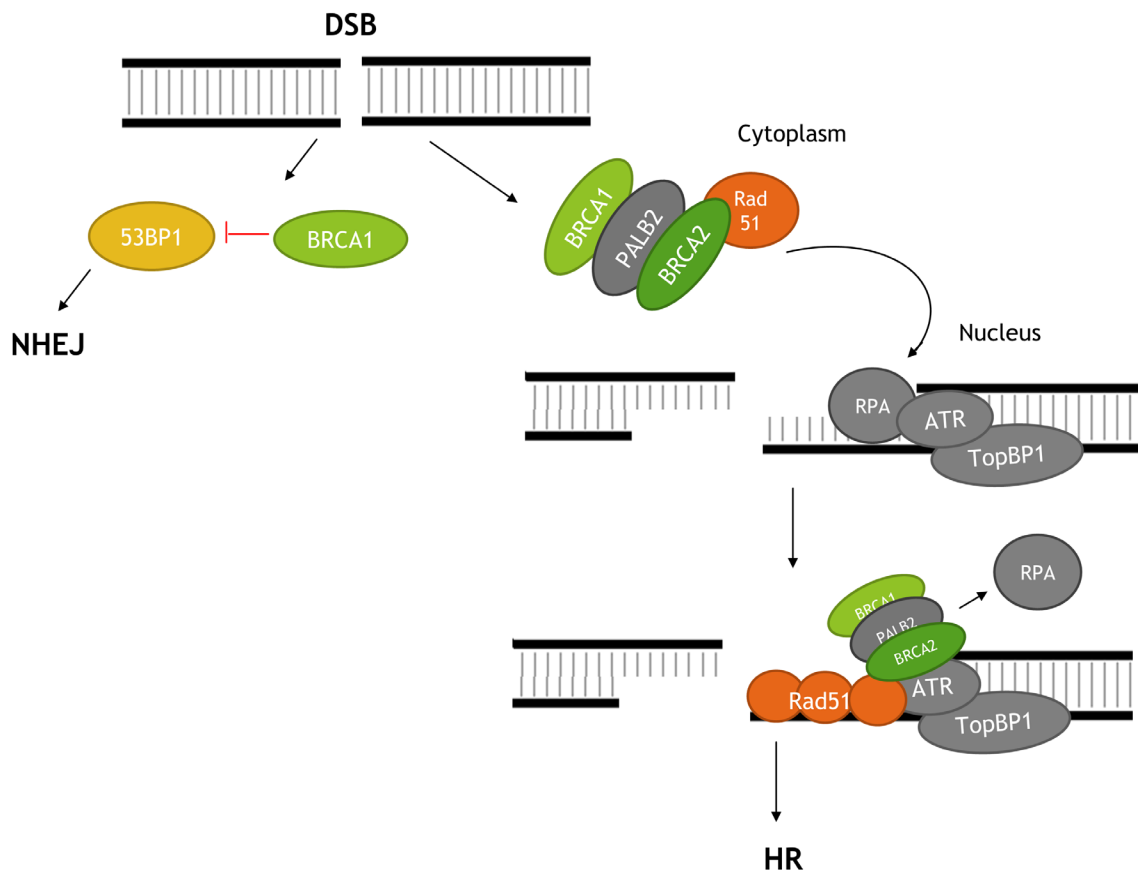 DSB
Cytoplasm
BRCA1
PALB2
BRCA2
Rad
51
53BP1
BRCA1
NHEJ
Nucleus
RPA
ATR
TopBP1
RPA
BRCA1
PALB2
BRCA2
Rad51
ATR
TopBP1
HR